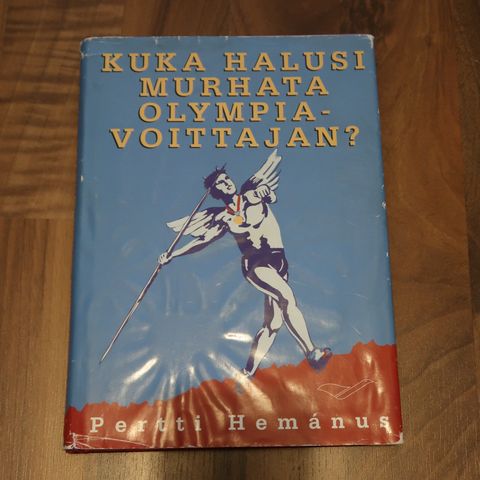 KUKA HALUSI
MURHATA
OLYMPIA-
VOITTAJAN?
Pertti Hemánus